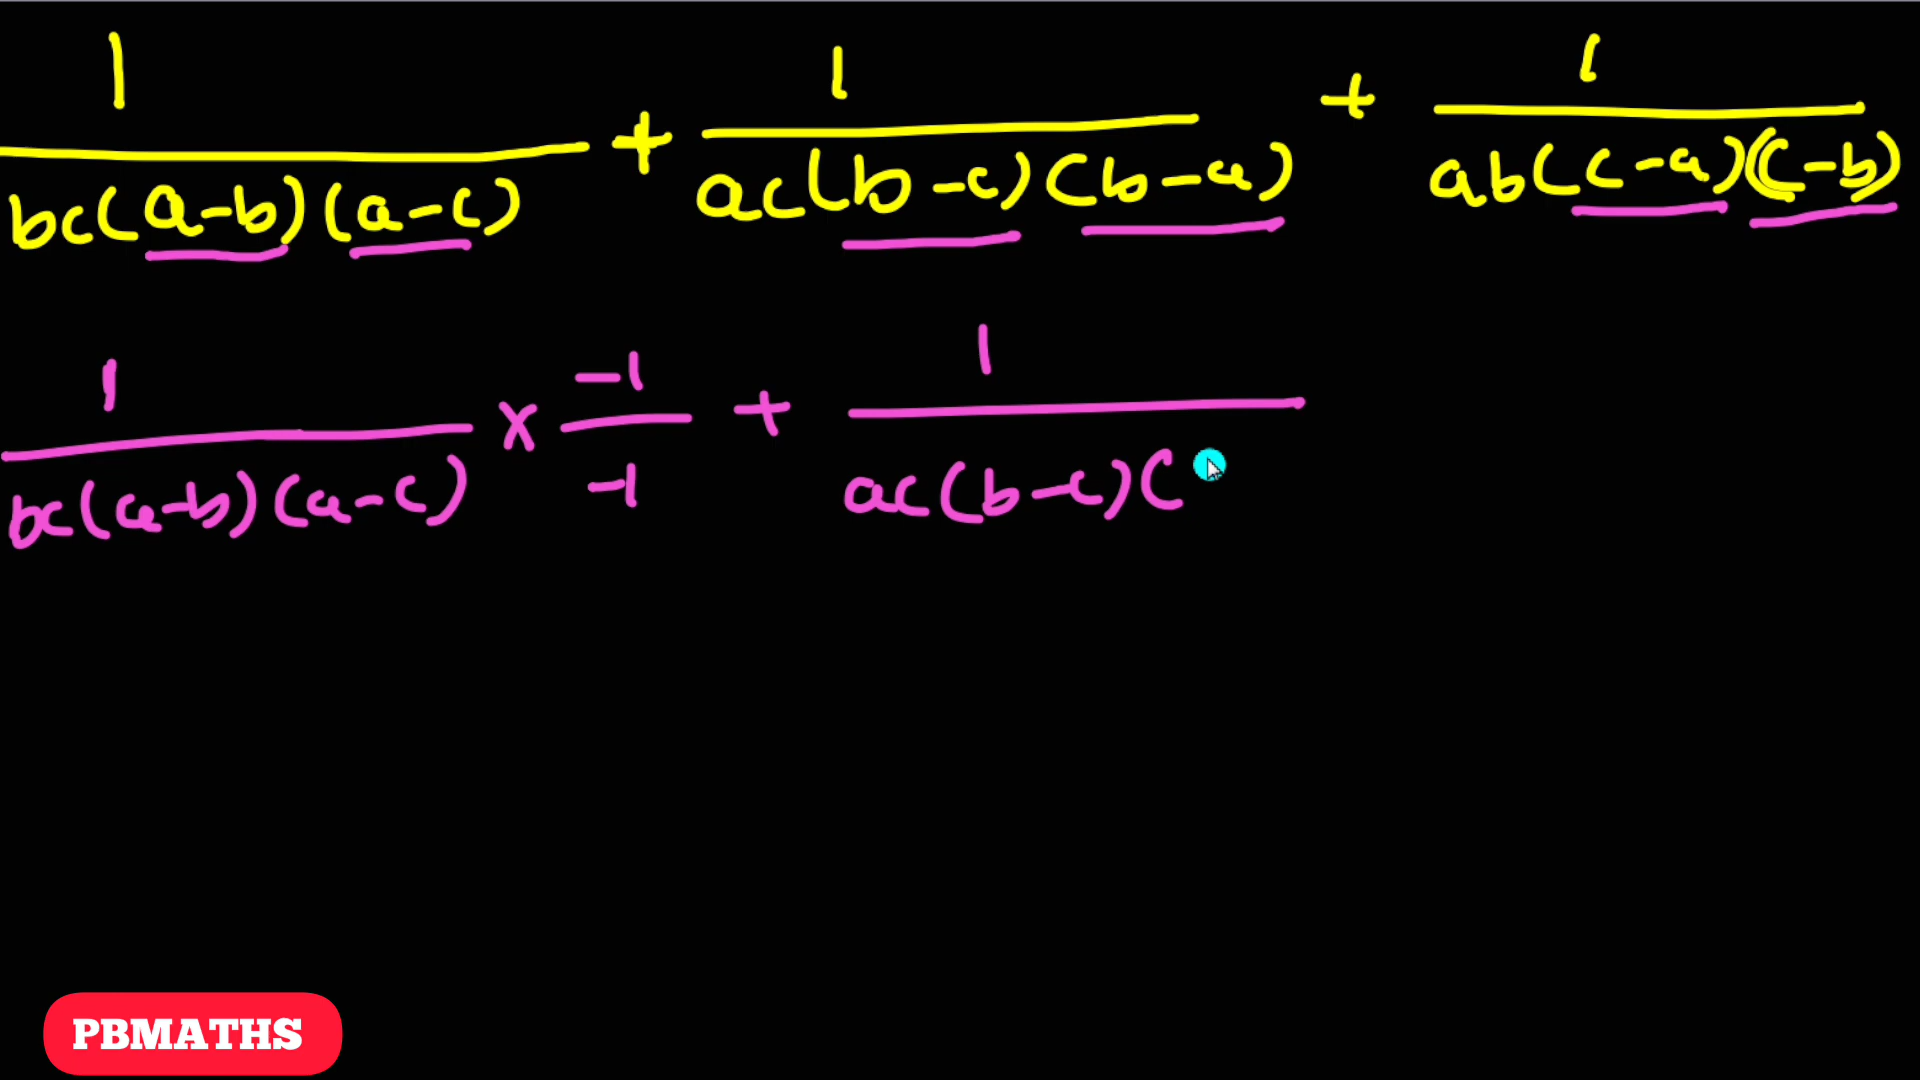 1/bc(a-b)(a-c) + 1/ac(b-c)(b-a) + 1/ab(c-a)(c-b)
1/bc(a-b)(a-c) x -1/-1 + 1/ac(b-c)(
PBMATHS